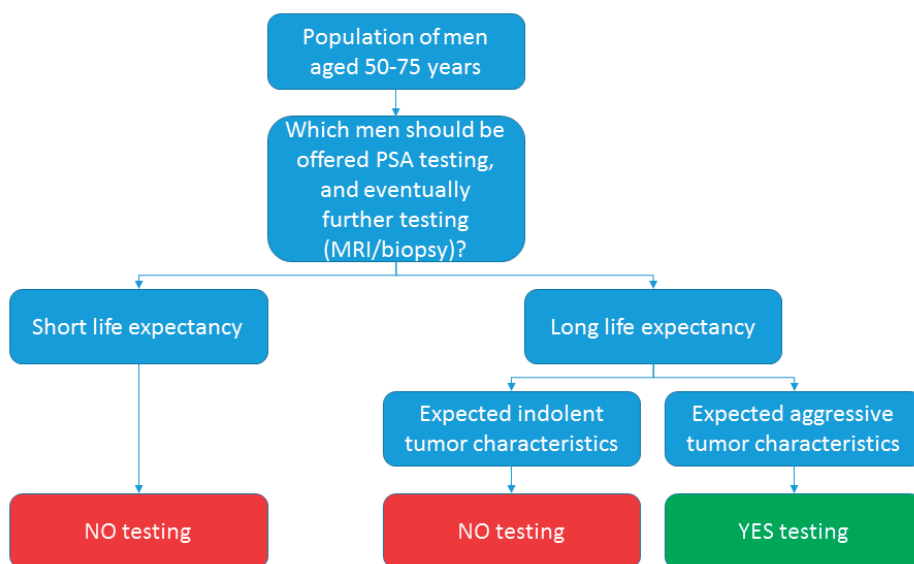 Population of men
aged 50-75 years
Which men should be
offered PSA testing,
and eventually
further testing
(MRI/biopsy)?
Short life expectancy
Long life expectancy
Expected indolent
tumor characteristics
Expected aggressive
tumor characteristics
NO testing
NO testing
YES testing